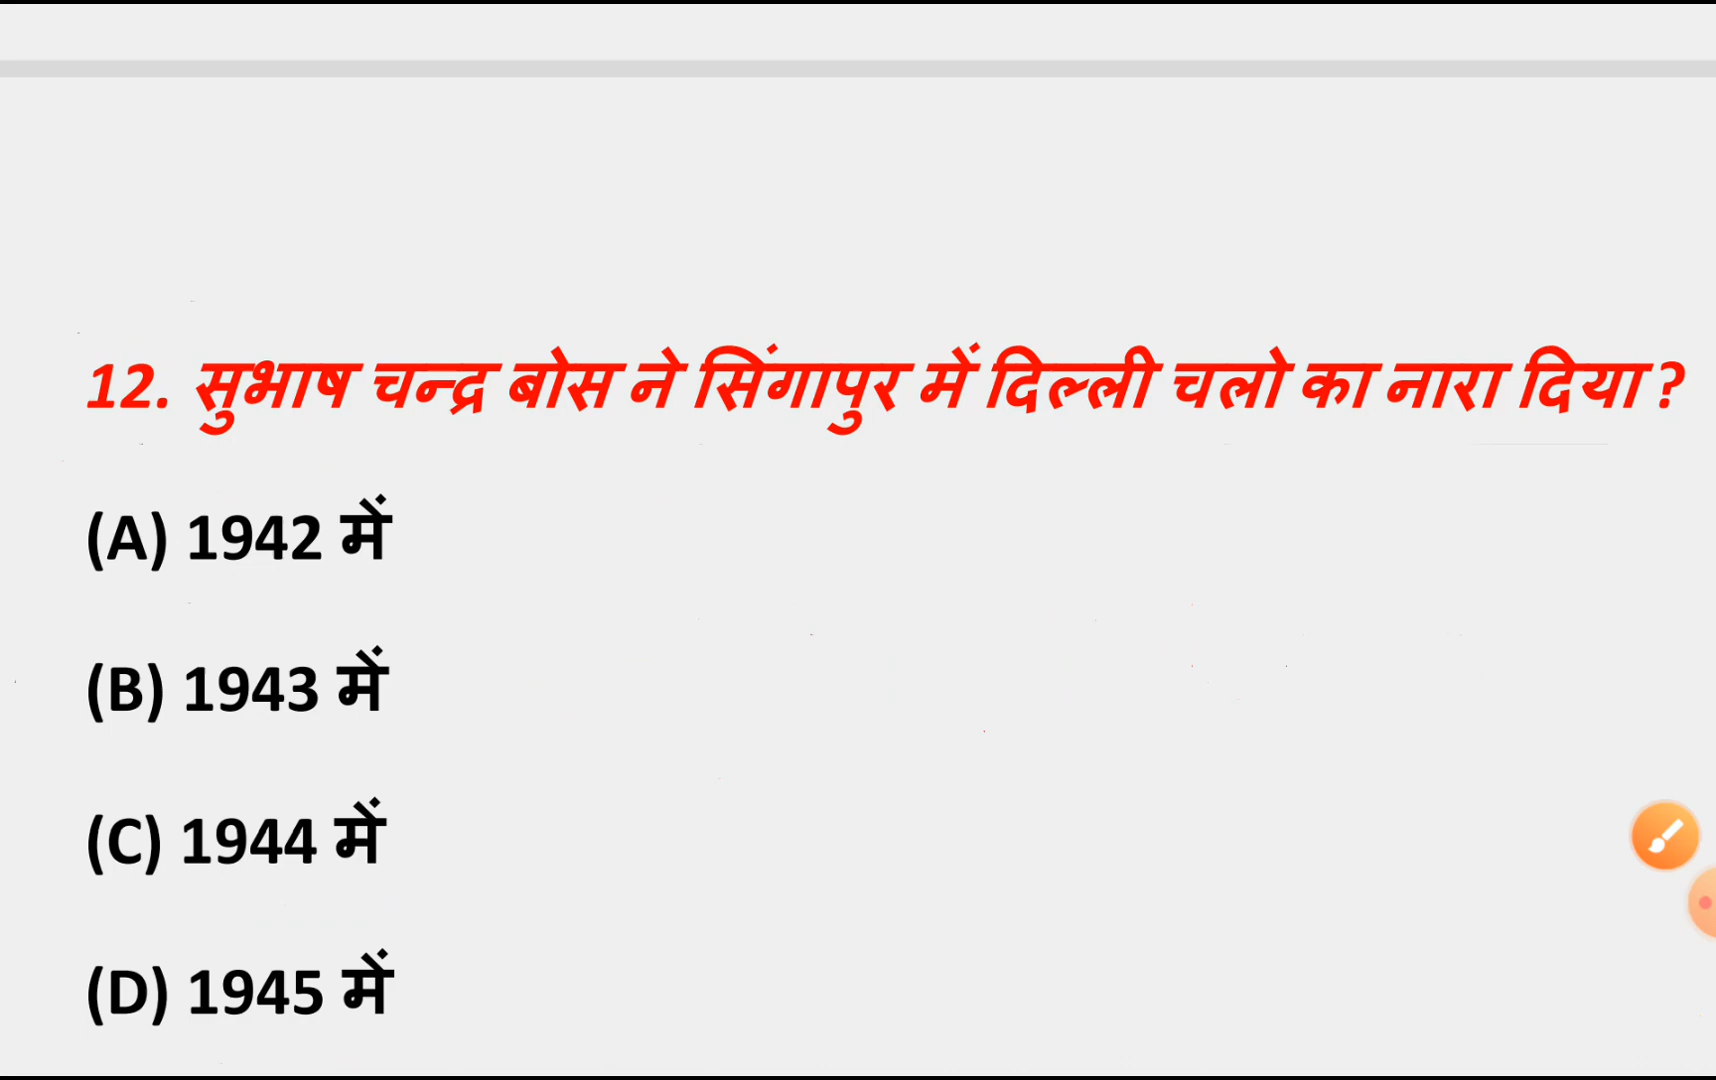 12. सुभाष चन्द्र बोस ने सिंगापुर में दिल्ली चलो का नारा दिया ?
(A) 1942 में
(B) 1943 में
(C) 1944 में
(D) 1945 में